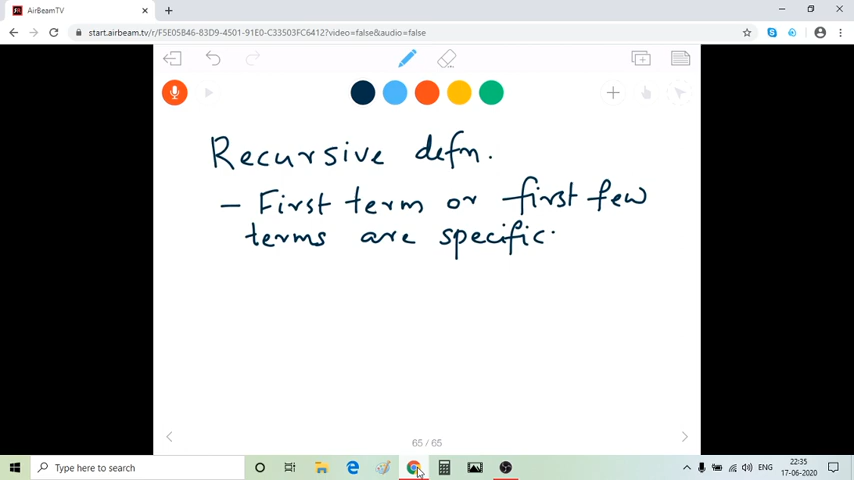 AirBeamTV
start.airbeam.tv/r/F5E05B46-83D9-4501-91E0-C33503FC6412?video=false&audio=false
Recursive defn.
- First term or first few
terms are specific.
65 / 65
Type here to search
ENG
22:35
17-06-2020